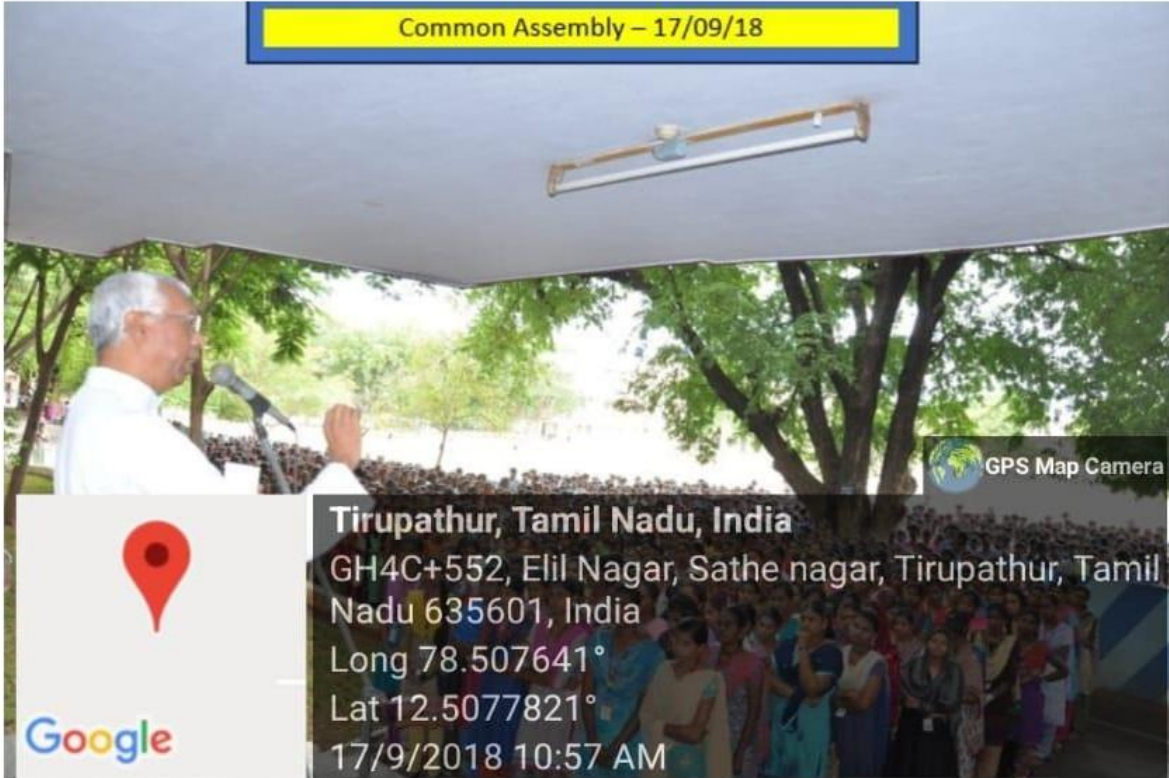 Common Assembly – 17/09/18
GPS Map Camera
Tirupathur, Tamil Nadu, India
GH4C+552, Elil Nagar, Sathe nagar, Tirupathur, Tamil
Nadu 635601, India
Long 78.507641°
Lat 12.5077821°
17/9/2018 10:57 AM
Google